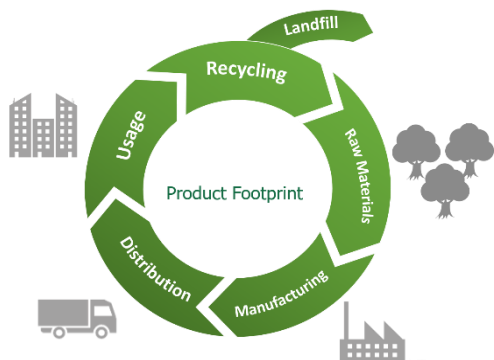 Landfill
Recycling
Raw Materials
Usage
Product Footprint
Distribution
Manufacturing